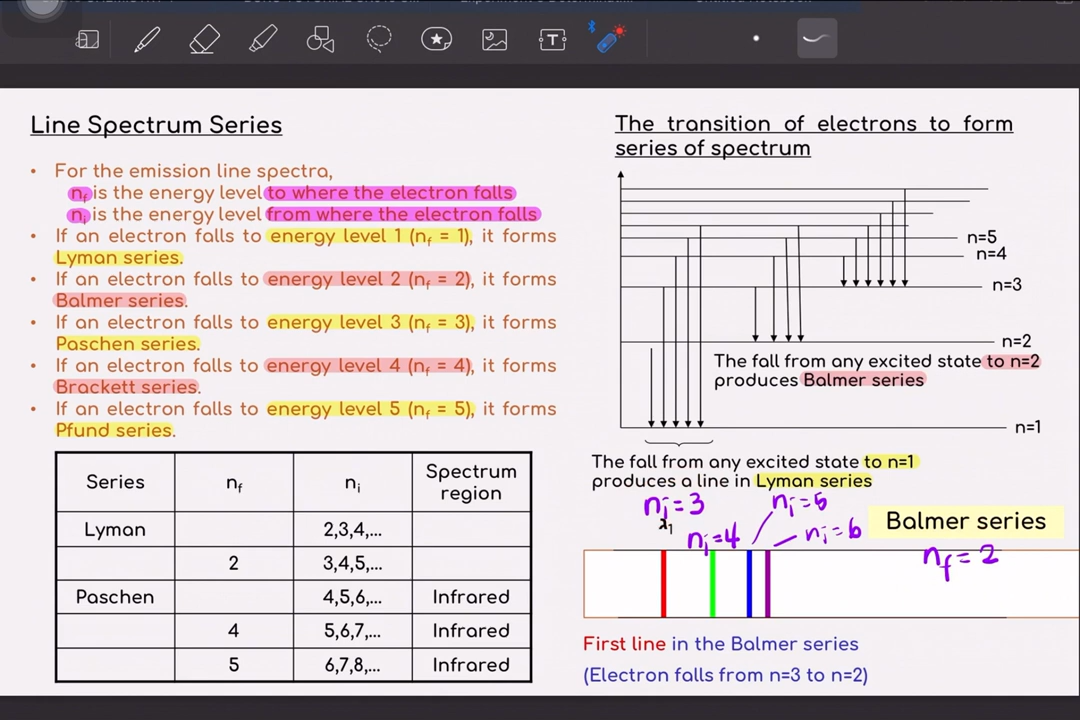 Line Spectrum Series
• For the emission line spectra,
nf is the energy level to where the electron falls
ni is the energy level from where the electron falls
• If an electron falls to energy level 1 (nf = 1), it forms
Lyman series.
• If an electron falls to energy level 2 (nf = 2), it forms
Balmer series.
• If an electron falls to energy level 3 (nf = 3), it forms
Paschen series.
• If an electron falls to energy level 4 (nf = 4), it forms
Brackett series.
• If an electron falls to energy level 5 (nf = 5), it forms
Pfund series.
Series nf ni Spectrum region
Lyman 2,3,4,...
2 3,4,5,...
Paschen 4,5,6,... Infrared
4 5,6,7,... Infrared
5 6,7,8,... Infrared
The transition of electrons to form
series of spectrum
n=5
n=4
n=3
n=2
The fall from any excited state to n=2
produces Balmer series
n=1
The fall from any excited state to n=1
produces a line in Lyman series
ni=3
λ1
ni=4
ni=5
ni=6
Balmer series
nf=2
First line in the Balmer series
(Electron falls from n=3 to n=2)